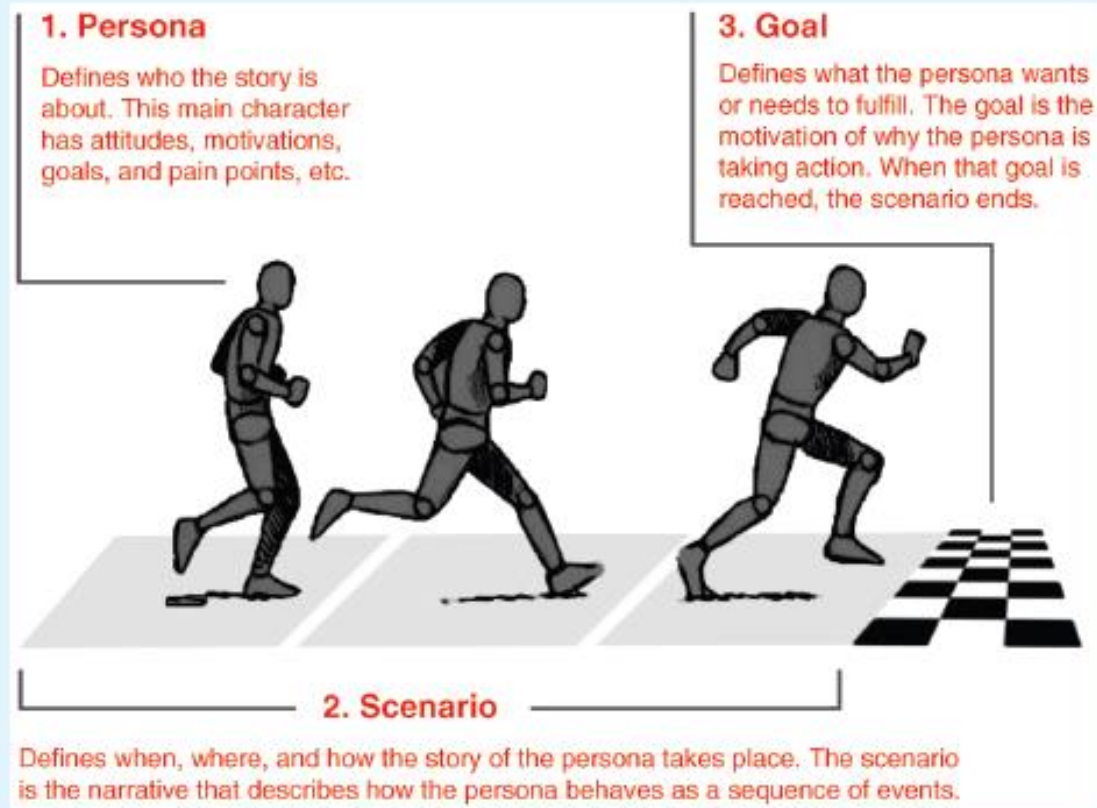 1. Persona
Defines who the story is
about. This main character
has attitudes, motivations,
goals, and pain points, etc.
3. Goal
Defines what the persona wants
or needs to fulfill. The goal is the
motivation of why the persona is
taking action. When that goal is
reached, the scenario ends.
2. Scenario
Defines when, where, and how the story of the persona takes place. The scenario
is the narrative that describes how the persona behaves as a sequence of events.